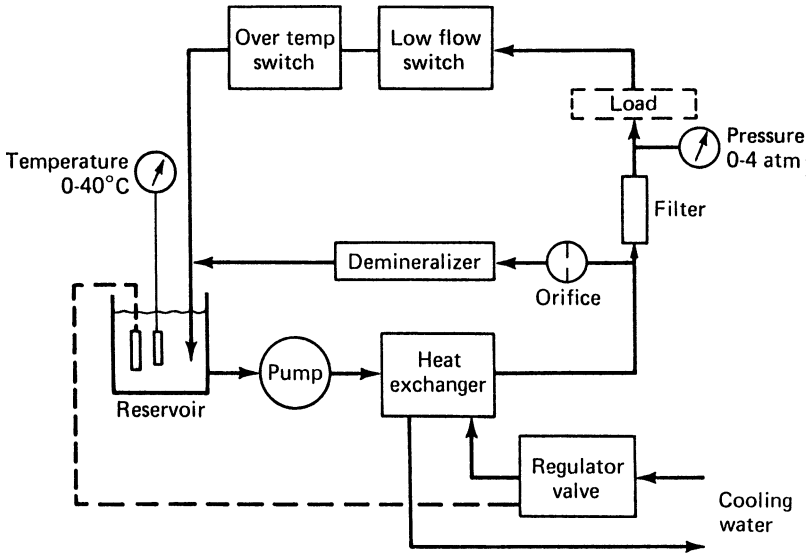 Over temp
switch
Low flow
switch
Load
Temperature
0-40°C
Pressure
0-4 atm
Filter
Demineralizer
Orifice
Pump
Heat
exchanger
Reservoir
Regulator
valve
Cooling
water